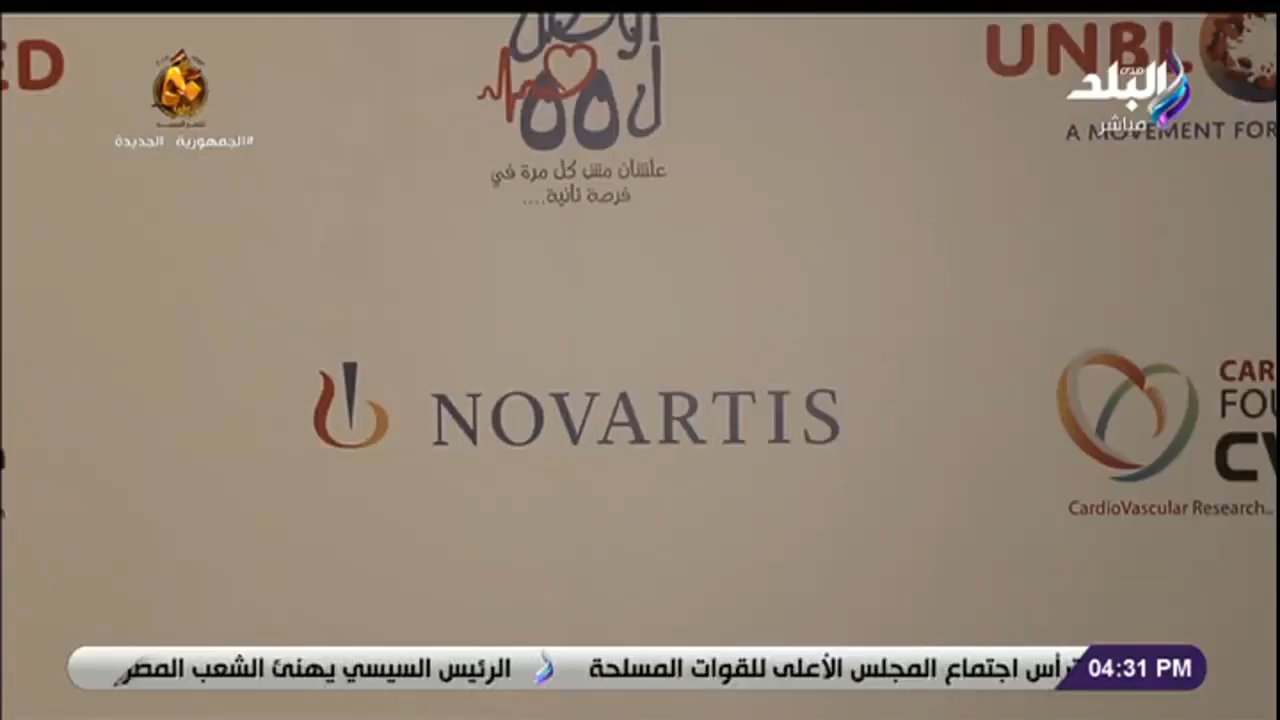 ED
#الجمهورية الجديدة
علشان مش كل مرة في
فرصة ثانية....
UNBL
صدى
البلد
مباشر
A MOVEMENT FOR
NOVARTIS
CAR
FOU
CV
CardioVascular Research..
ترأس اجتماع المجلس الأعلى للقوات المسلحة
الرئيس السيسي يهنئ الشعب المصر
04:31 PM